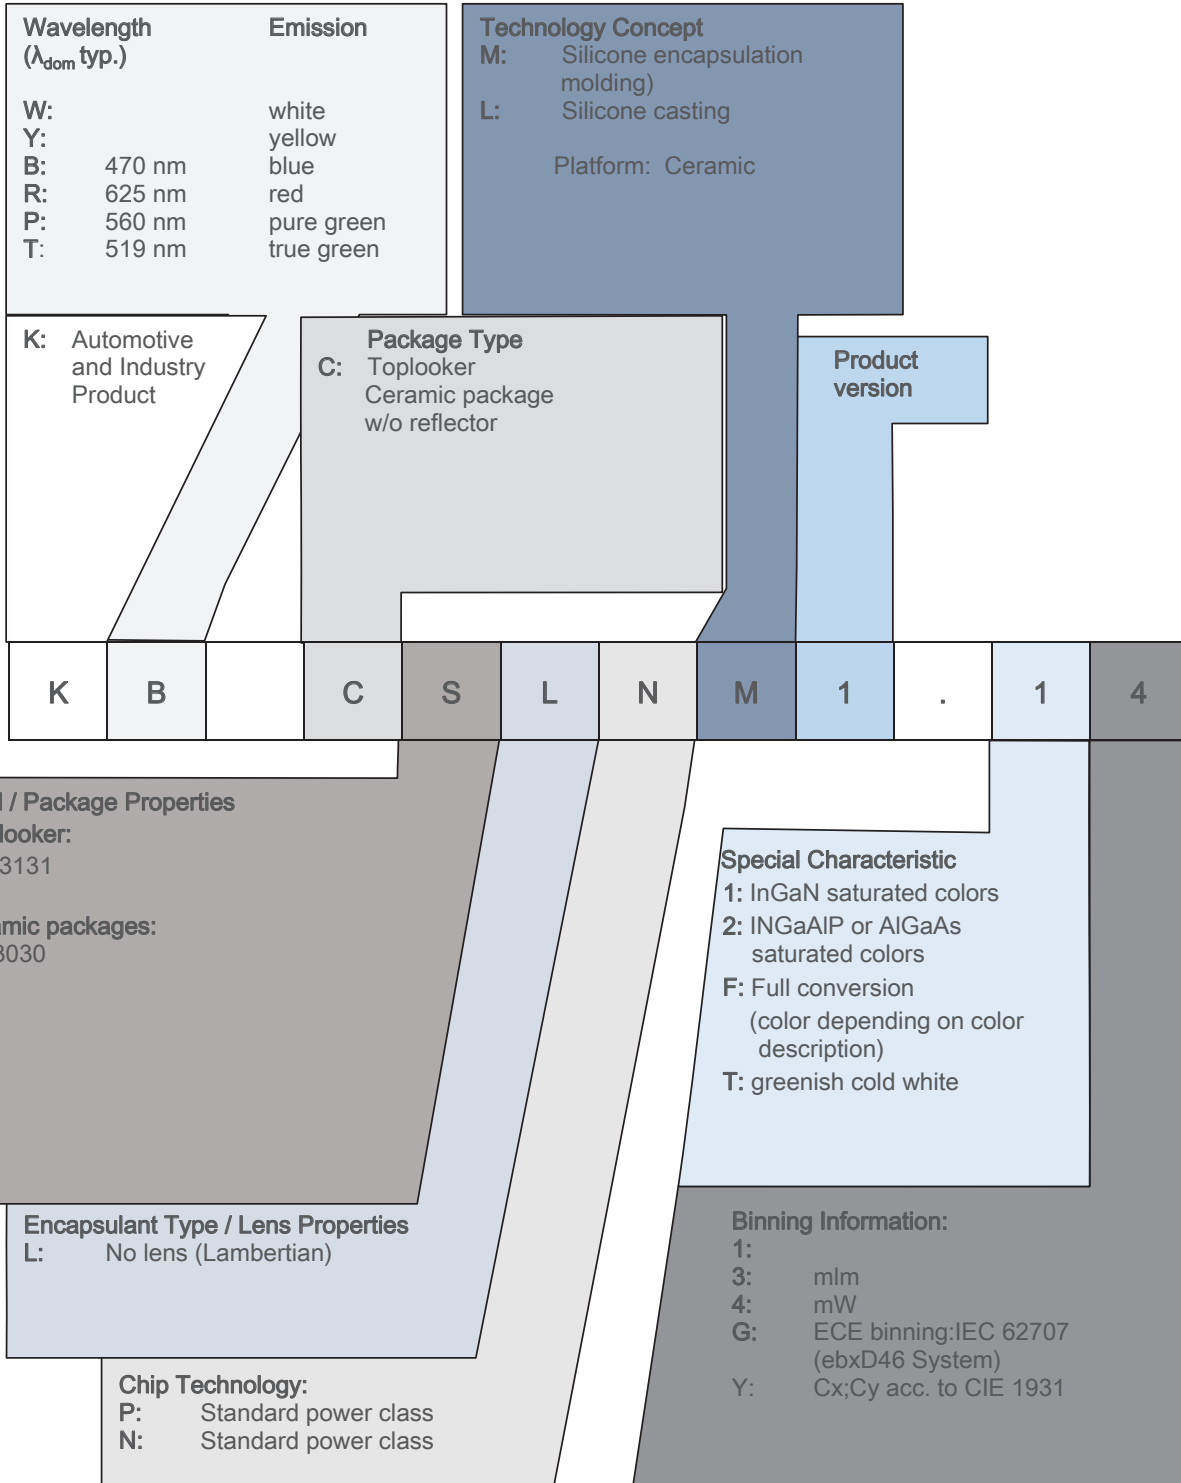 Wavelength Emission
(λdom typ.)
W: white
Y: yellow
B: 470 nm blue
R: 625 nm red
P: 560 nm pure green
T: 519 nm true green
Technology Concept
M: Silicone encapsulation
molding)
L: Silicone casting
Platform: Ceramic
K: Automotive
and Industry
Product
Package Type
C: Toplooker
Ceramic package
w/o reflector
Product
version
K B C S L N M 1 . 1 4
/ Package Properties
looker:
3131
amic packages:
3030
Special Characteristic
1: InGaN saturated colors
2: INGaAlP or AlGaAs
saturated colors
F: Full conversion
(color depending on color
description)
T: greenish cold white
Encapsulant Type / Lens Properties
L: No lens (Lambertian)
Binning Information:
1:
3: mlm
4: mW
G: ECE binning:IEC 62707
(ebxD46 System)
Y: Cx;Cy acc. to CIE 1931
Chip Technology:
P: Standard power class
N: Standard power class